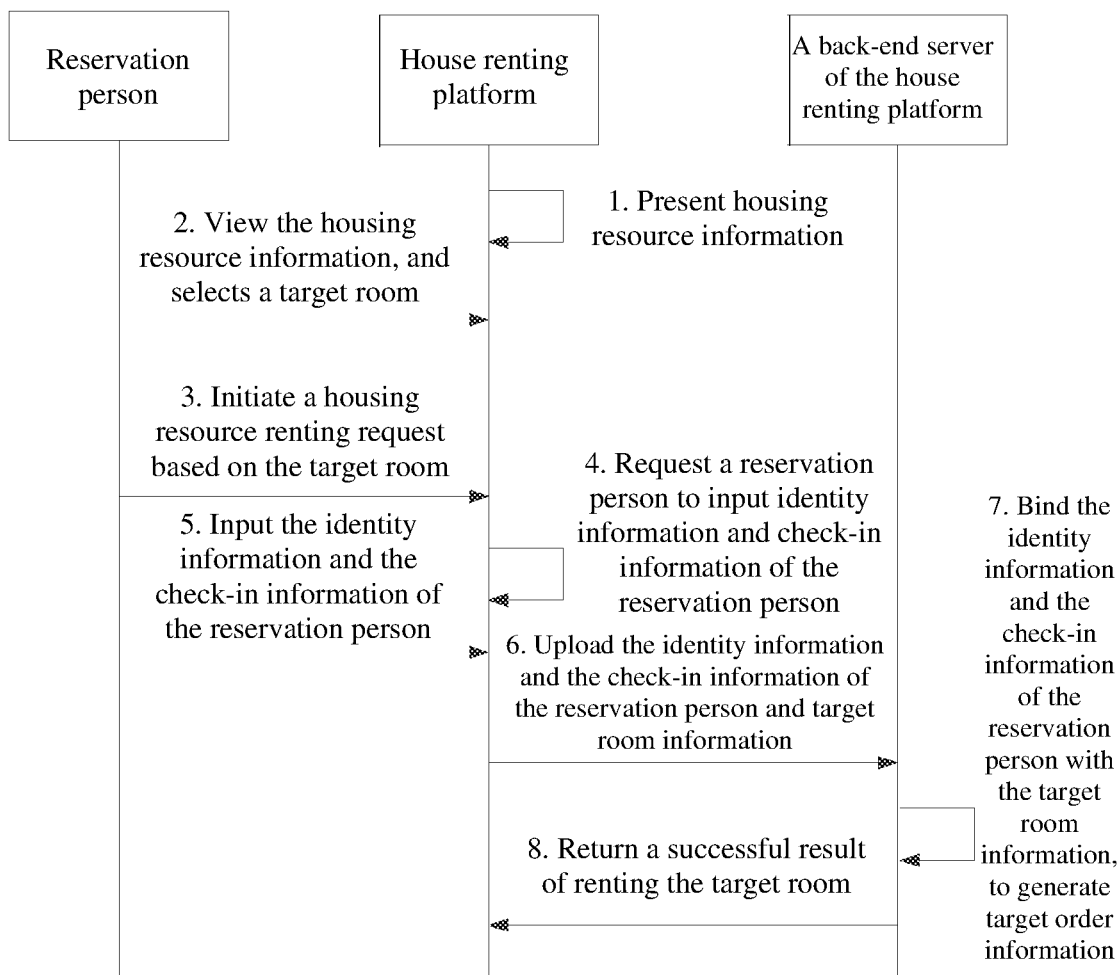 Reservation
person
House renting
platform
A back-end server
of the house
renting platform
1. Present housing
resource information
2. View the housing
resource information, and
selects a target room
3. Initiate a housing
resource renting request
based on the target room
4. Request a reservation
person to input identity
information and check-in
information of the
reservation person
5. Input the identity
information and the
check-in information of
the reservation person
6. Upload the identity information
and the check-in information of
the reservation person and target
room information
7. Bind the
identity
information
and the
check-in
information
of the
reservation
person with
the target
room
information,
to generate
target order
information
8. Return a successful result
of renting the target room